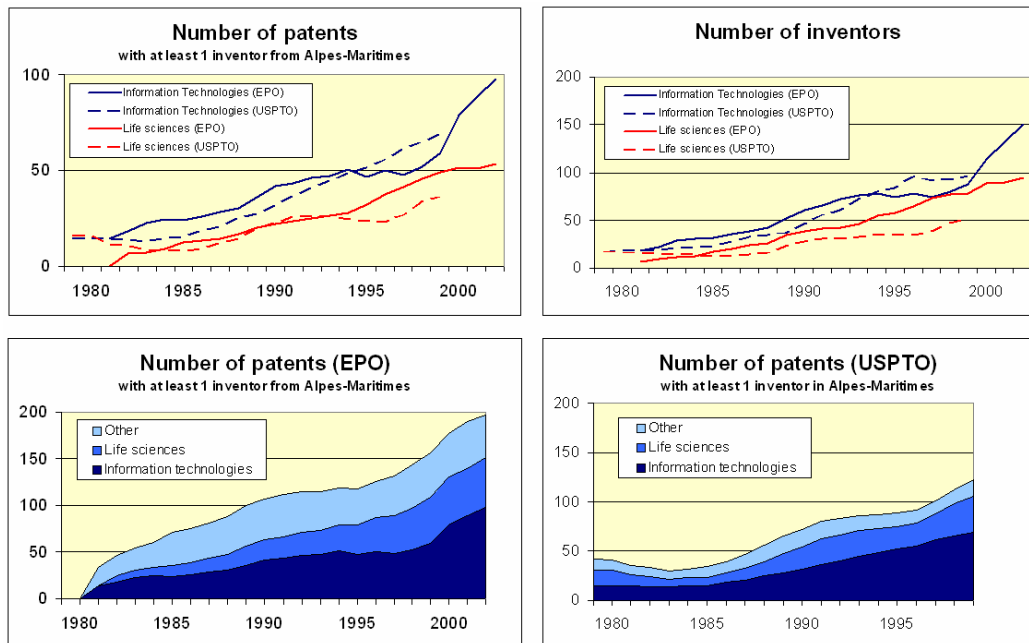 Number of patents
with at least 1 inventor from Alpes-Maritimes
100
50
0
Information Technologies (EPO)
Information Technologies (USPTO)
Life sciences (EPO)
Life sciences (USPTO)
1980 1985 1990 1995 2000
Number of inventors
200
150
100
50
0
Information Technologies (EPO)
Information Technologies (USPTO)
Life sciences (EPO)
Life sciences (USPTO)
1980 1985 1990 1995 2000
Number of patents (EPO)
with at least 1 inventor from Alpes-Maritimes
200
150
100
50
0
Other
Life sciences
Information technologies
1980 1985 1990 1995 2000
Number of patents (USPTO)
with at least 1 inventor in Alpes-Maritimes
200
150
100
50
0
Other
Life sciences
Information technologies
1980 1985 1990 1995